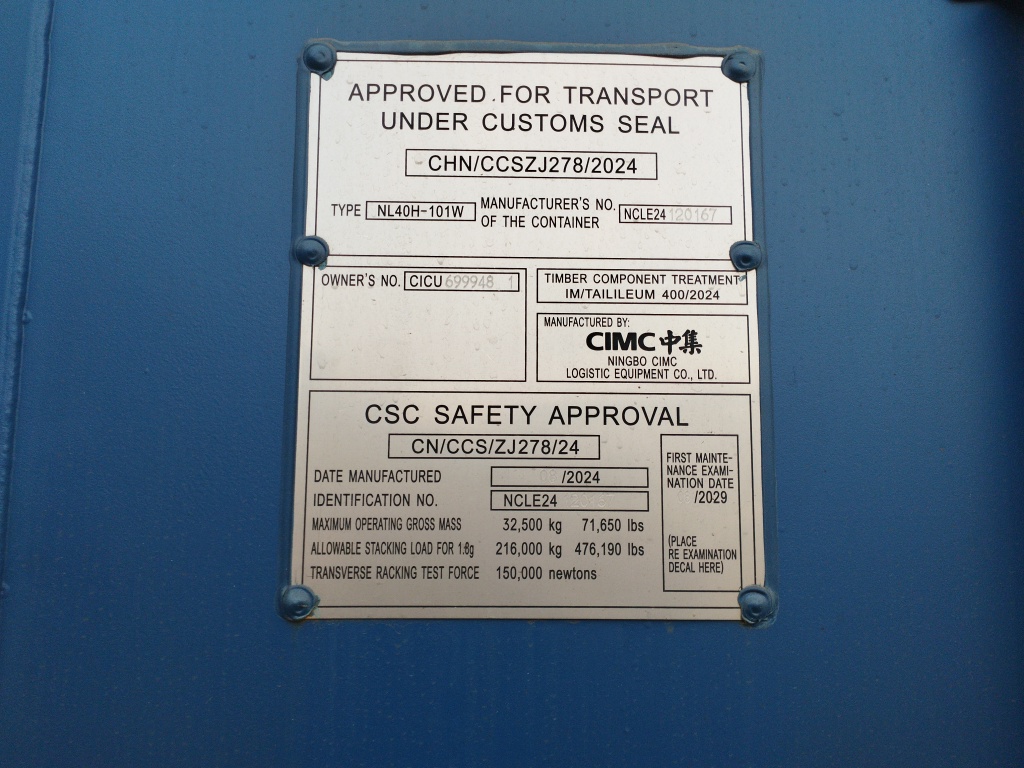 APPROVED FOR TRANSPORT
UNDER CUSTOMS SEAL
CHN/CCSZJ278/2024
TYPE NL40H-101W MANUFACTURER'S NO. OF THE CONTAINER NCLE24 120167
OWNER'S NO. CICU 699948 1
TIMBER COMPONENT TREATMENT
IM/TAILILEUM 400/2024
MANUFACTURED BY:
CIMC中集
NINGBO CIMC
LOGISTIC EQUIPMENT CO., LTD.
CSC SAFETY APPROVAL
CN/CCS/ZJ278/24
DATE MANUFACTURED /2024
IDENTIFICATION NO. NCLE24
MAXIMUM OPERATING GROSS MASS 32,500 kg 71,650 lbs
ALLOWABLE STACKING LOAD FOR 1.8g 216,000 kg 476,190 lbs
TRANSVERSE RACKING TEST FORCE 150,000 newtons
FIRST MAINTE-
NANCE EXAMI-
NATION DATE
/2029
(PLACE
RE EXAMINATION
DECAL HERE)